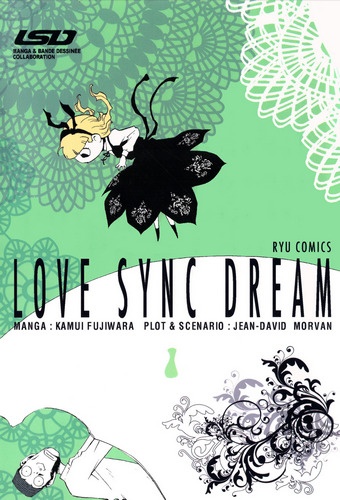 LSD
MANGA & BANDE DESSINÉE
COLLABORATION
RYU COMICS
LOVE SYNC DREAM
MANGA : KAMUI FUJIWARA PLOT & SCENARIO : JEAN-DAVID MORVAN
1